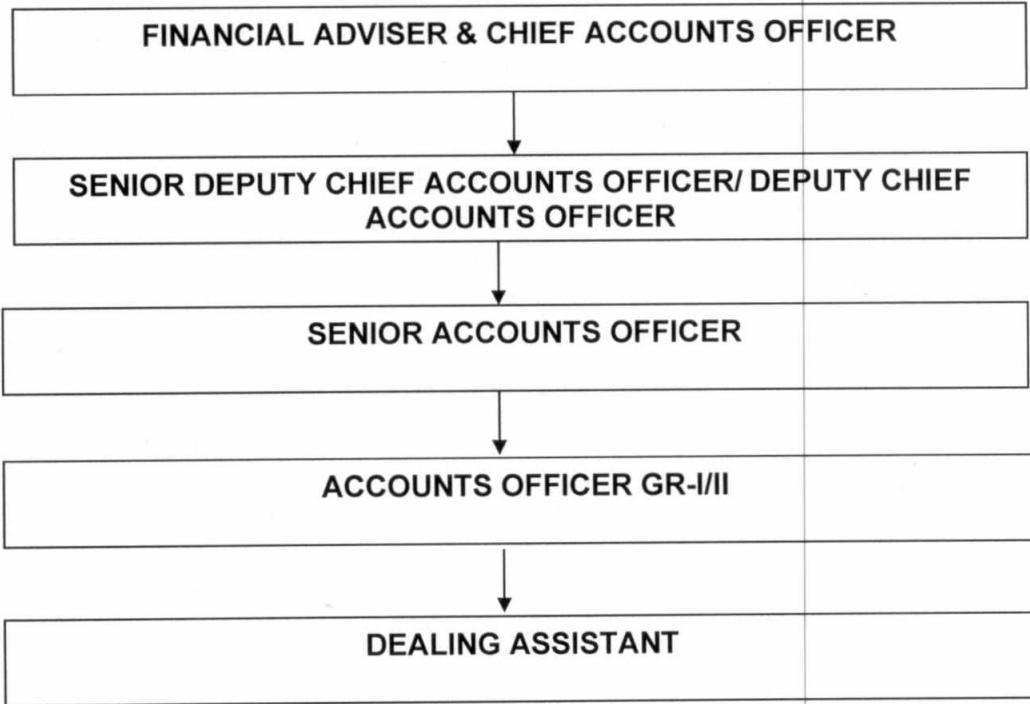 FINANCIAL ADVISER & CHIEF ACCOUNTS OFFICER
SENIOR DEPUTY CHIEF ACCOUNTS OFFICER/ DEPUTY CHIEF
ACCOUNTS OFFICER
SENIOR ACCOUNTS OFFICER
ACCOUNTS OFFICER GR-I/II
DEALING ASSISTANT